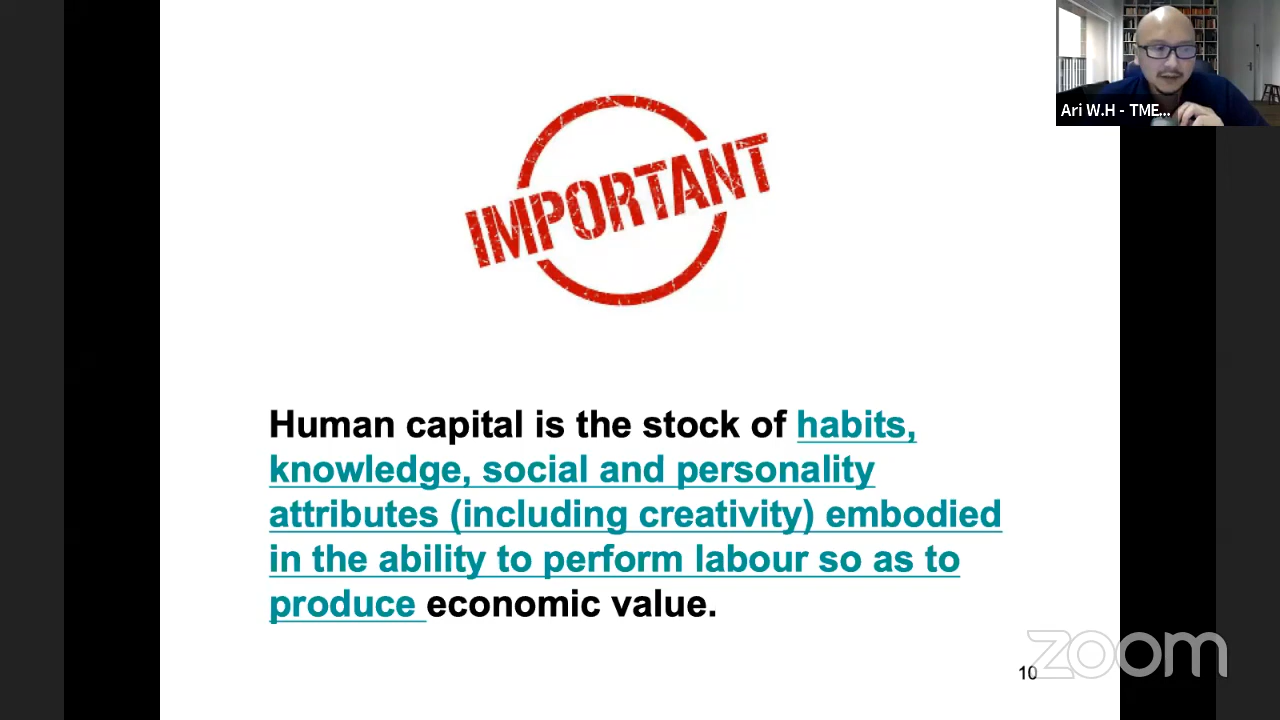 Ari W.H - TME...
IMPORTANT
Human capital is the stock of habits,
knowledge, social and personality
attributes (including creativity) embodied
in the ability to perform labour so as to
produce economic value.
10
zoom